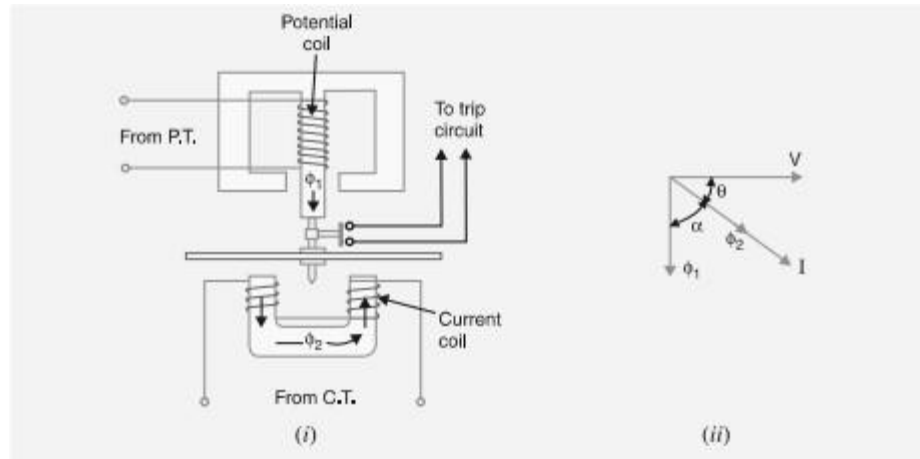 Potential
coil
From P.T.
To trip
circuit
ϕ₁
V
θ
α
ϕ₂
I
ϕ₁
ϕ₂
Current
coil
From C.T.
(i)
(ii)